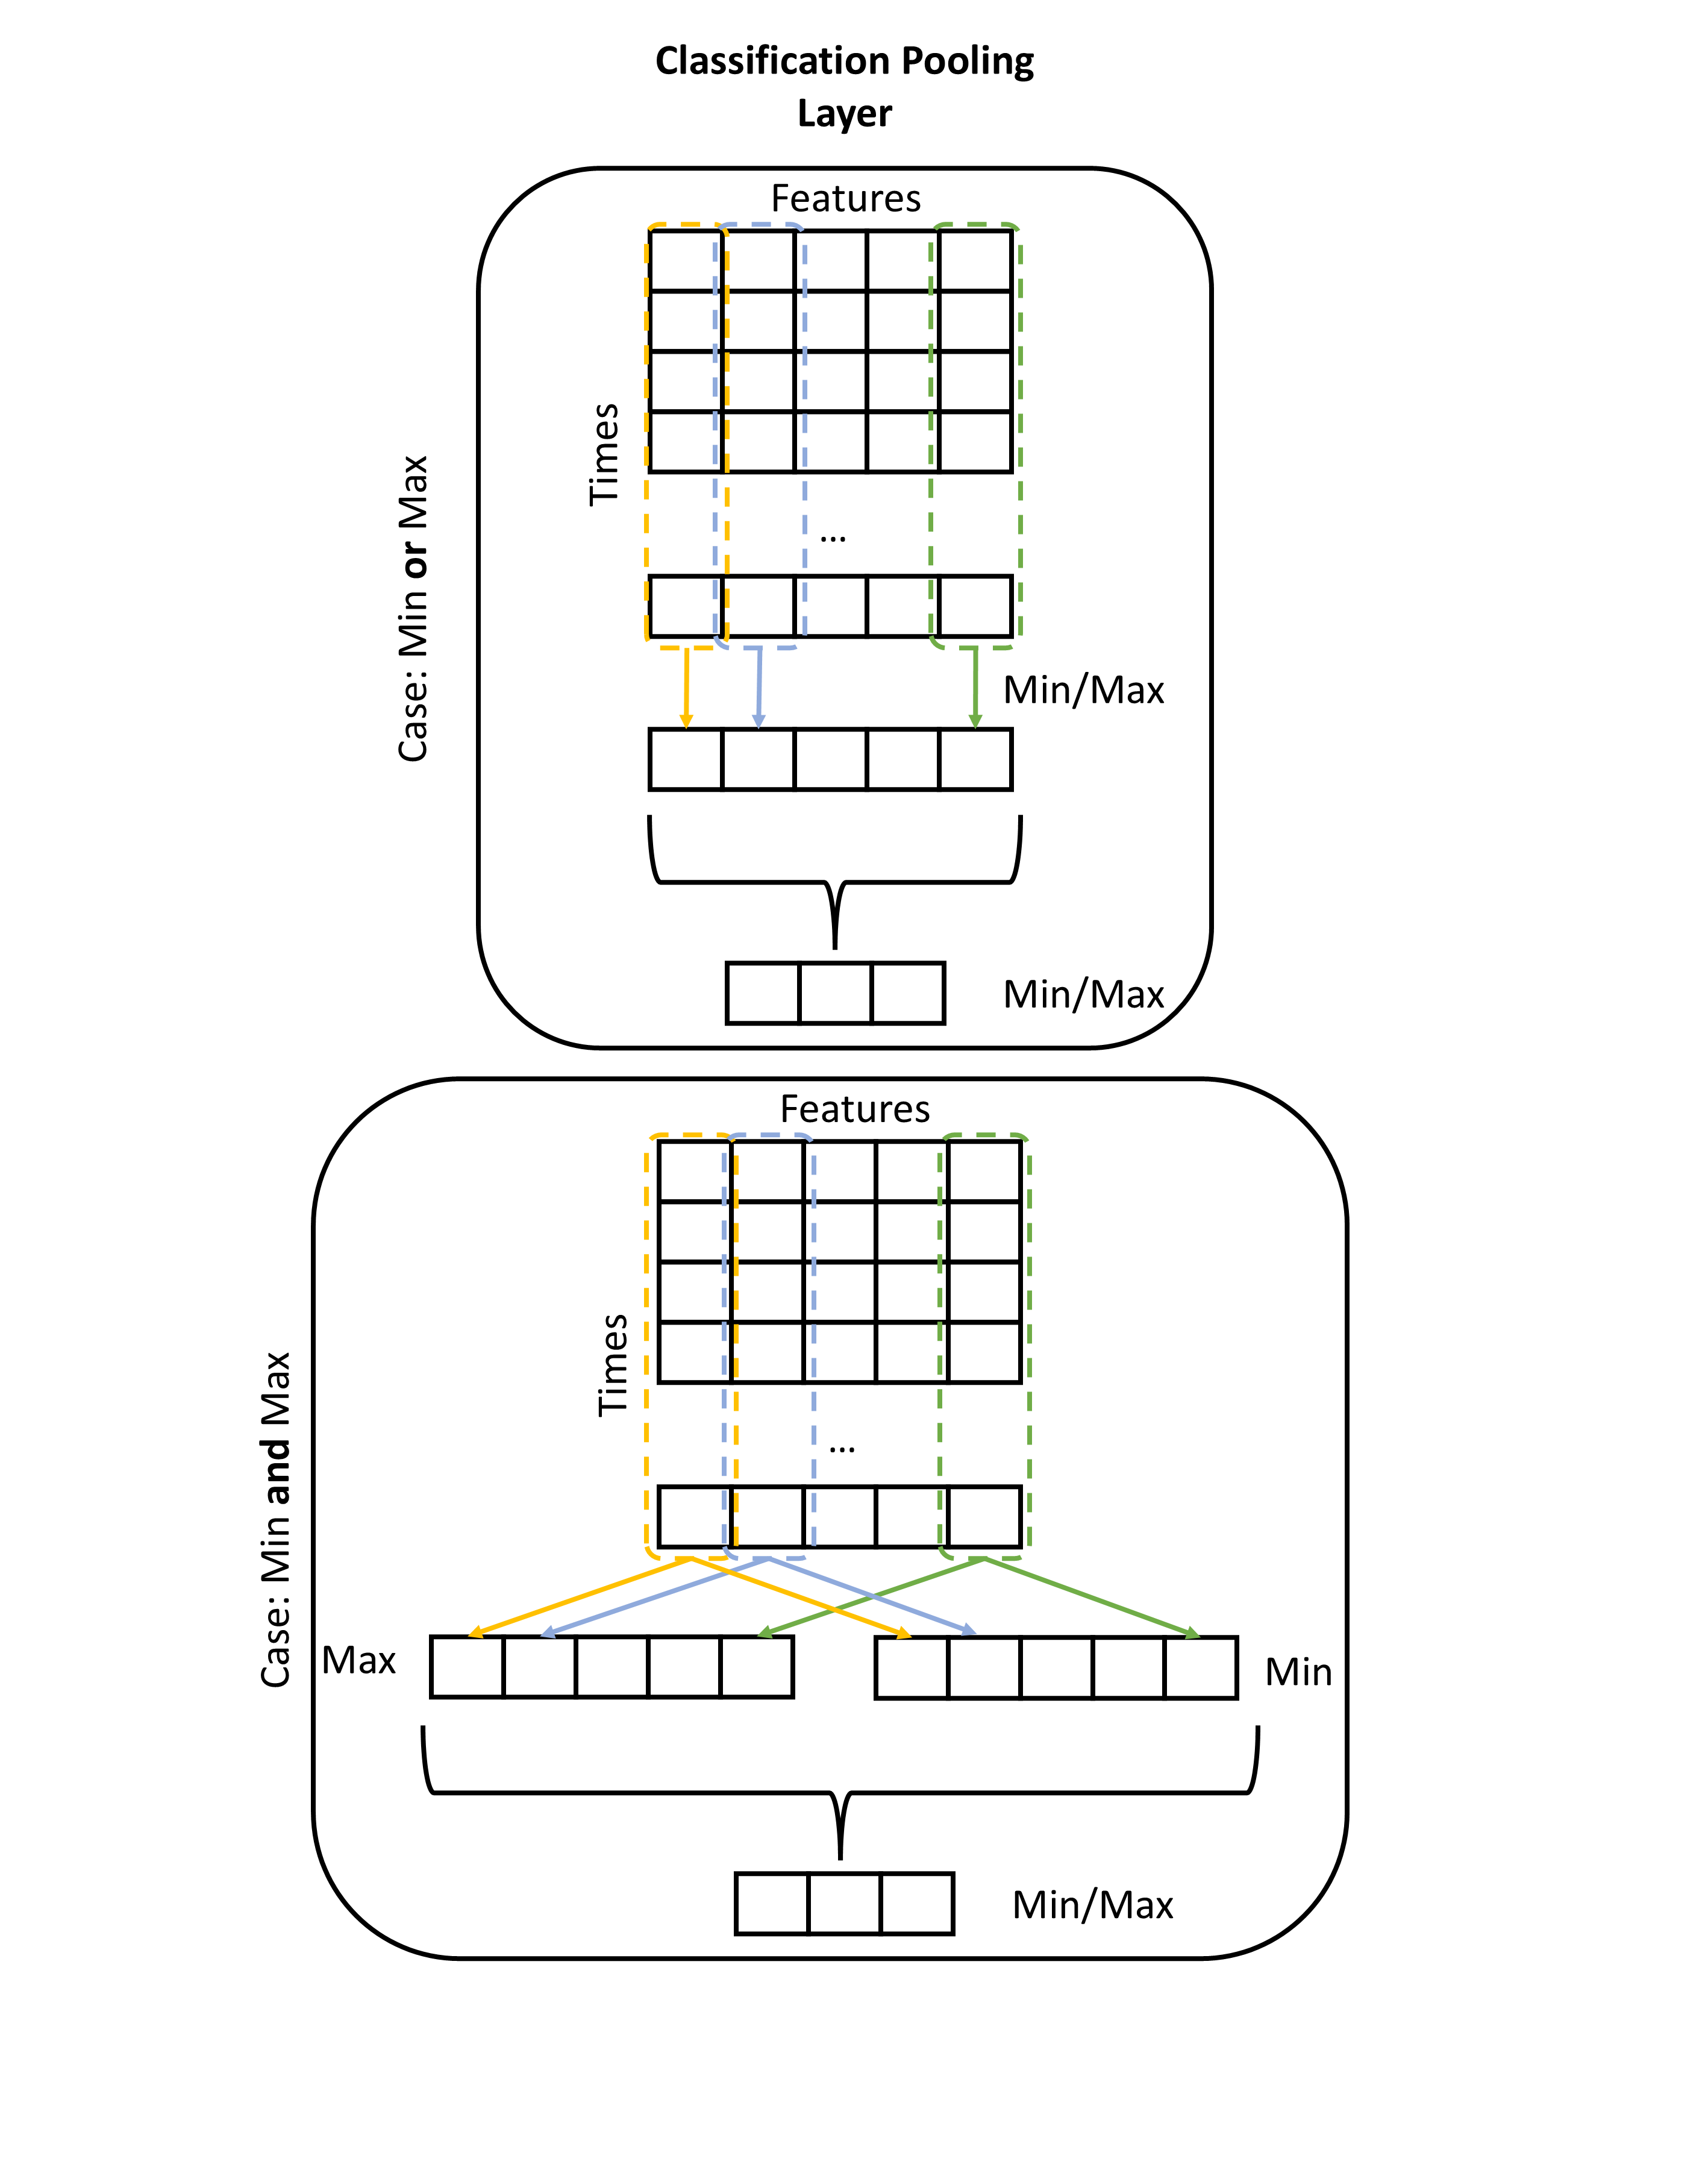 Classification Pooling
Layer
Case: Min or Max
Features
Times
...
Min/Max
Min/Max
Case: Min and Max
Features
Times
...
Max
Min
Min/Max